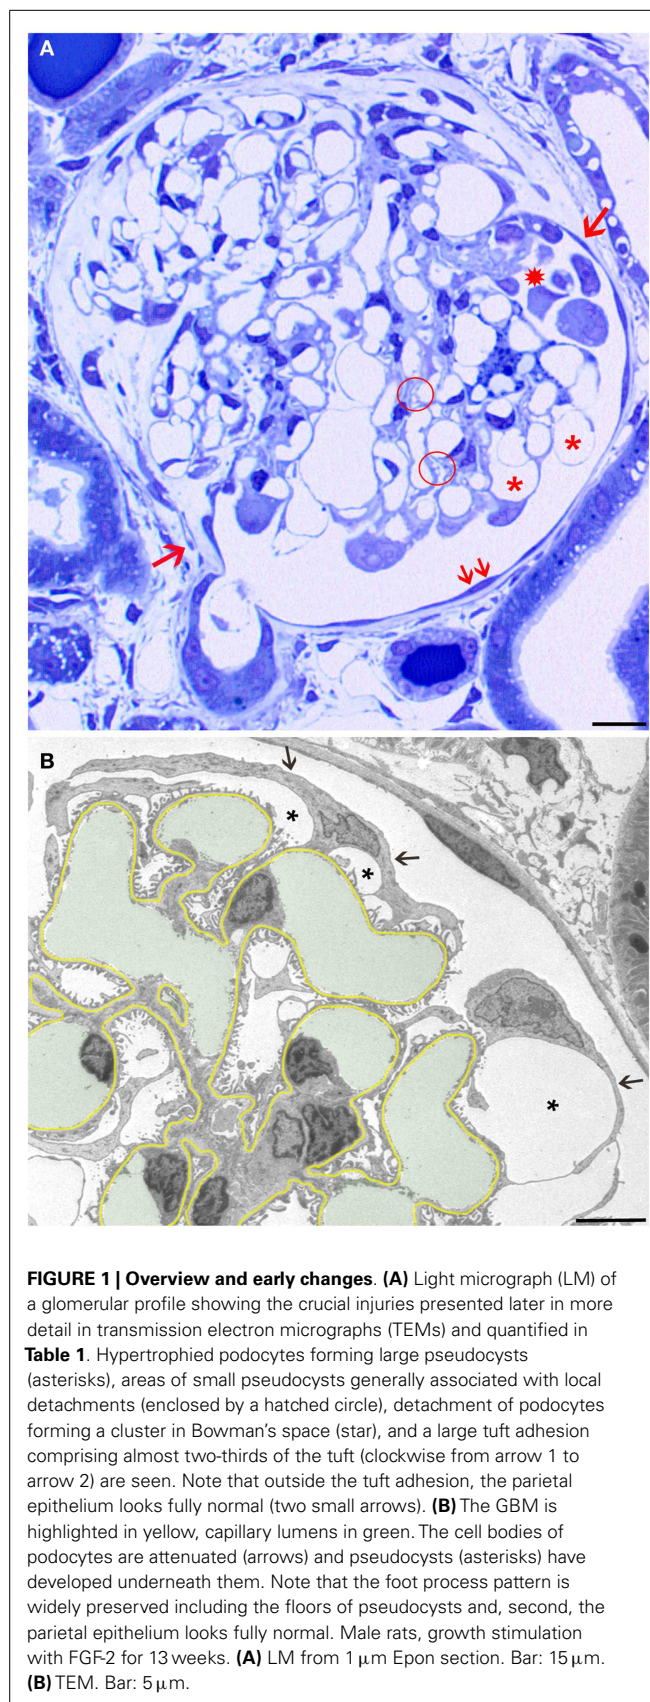 A
B
FIGURE 1 | Overview and early changes. (A) Light micrograph (LM) of
a glomerular profile showing the crucial injuries presented later in more
detail in transmission electron micrographs (TEMs) and quantified in
Table 1. Hypertrophied podocytes forming large pseudocysts
(asterisks), areas of small pseudocysts generally associated with local
detachments (enclosed by a hatched circle), detachment of podocytes
forming a cluster in Bowman's space (star), and a large tuft adhesion
comprising almost two-thirds of the tuft (clockwise from arrow 1 to
arrow 2) are seen. Note that outside the tuft adhesion, the parietal
epithelium looks fully normal (two small arrows). (B) The GBM is
highlighted in yellow, capillary lumens in green. The cell bodies of
podocytes are attenuated (arrows) and pseudocysts (asterisks) have
developed underneath them. Note that the foot process pattern is
widely preserved including the floors of pseudocysts and, second, the
parietal epithelium looks fully normal. Male rats, growth stimulation
with FGF-2 for 13 weeks. (A) LM from 1 μm Epon section. Bar: 15 μm.
(B) TEM. Bar: 5 μm.